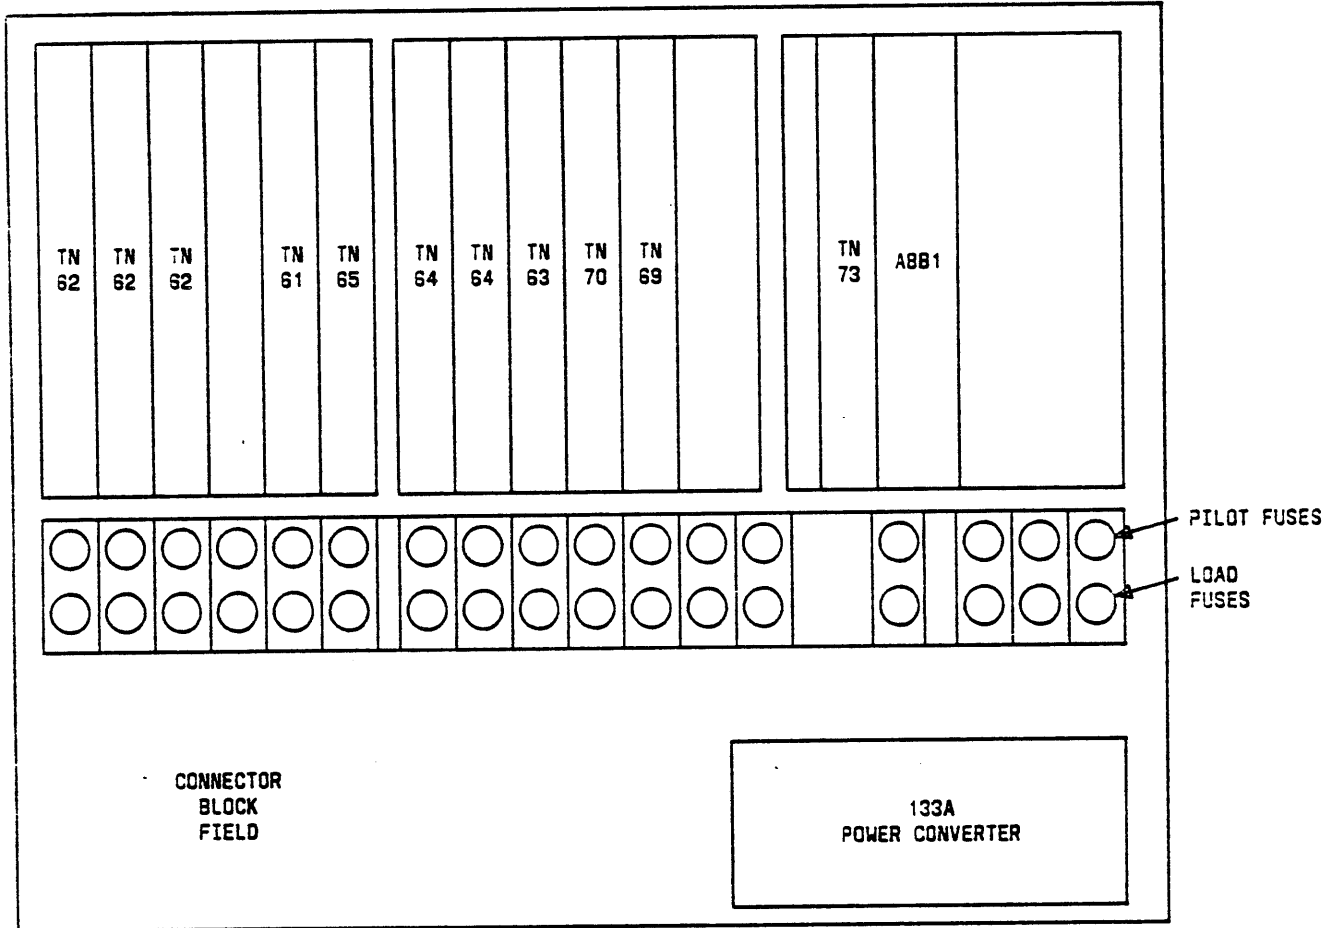 TN
62
TN
62
TN
62
TN
61
TN
65
TN
64
TN
64
TN
63
TN
70
TN
69
TN
73
ABB1
PILOT FUSES
LOAD
FUSES
CONNECTOR
BLOCK
FIELD
133A
POWER CONVERTER